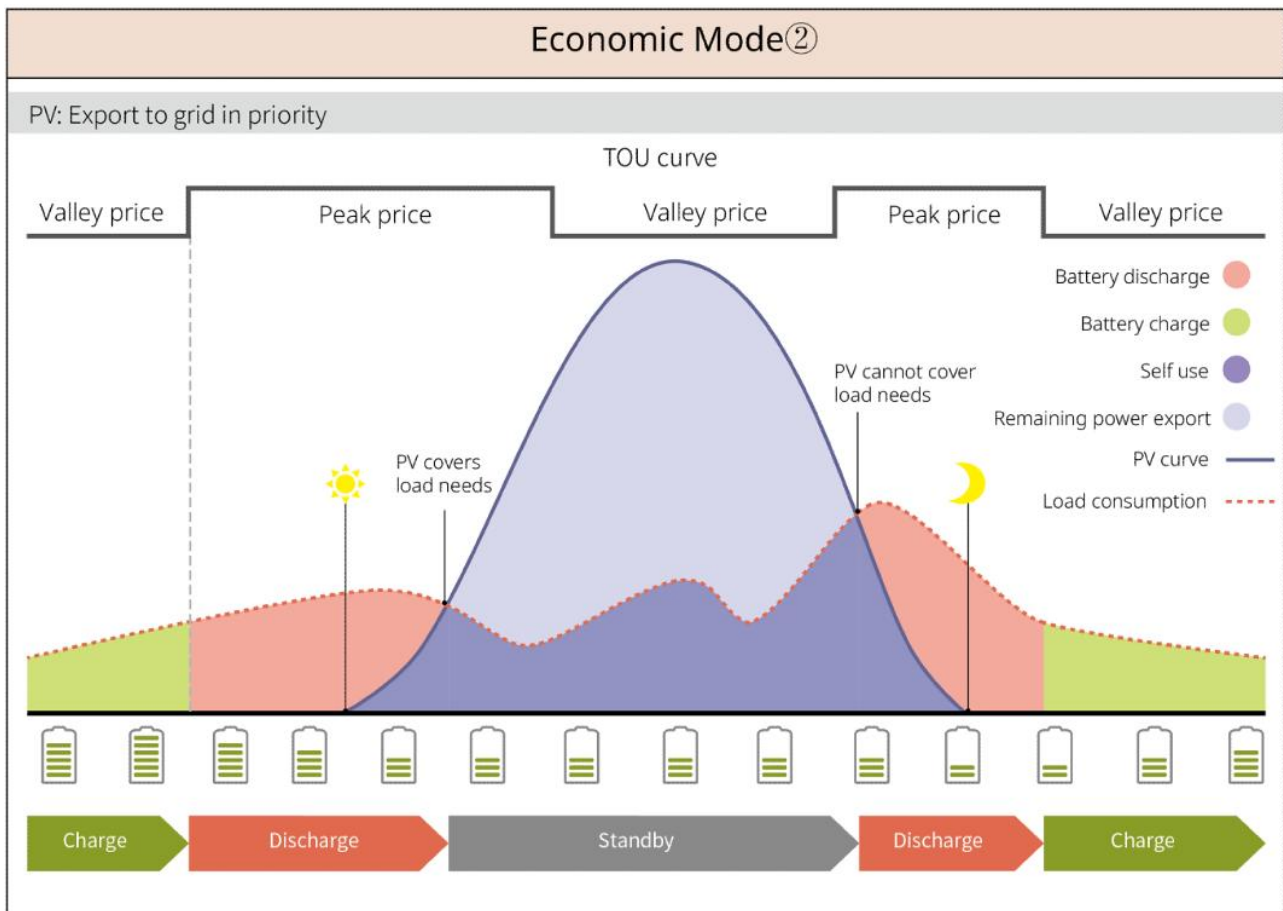 Economic Mode②
PV: Export to grid in priority
TOU curve
Valley price
Peak price
Valley price
Peak price
Valley price
Battery discharge
Battery charge
Self use
Remaining power export
PV curve
Load consumption
PV cannot cover
load needs
PV covers
load needs
Charge
Discharge
Standby
Discharge
Charge